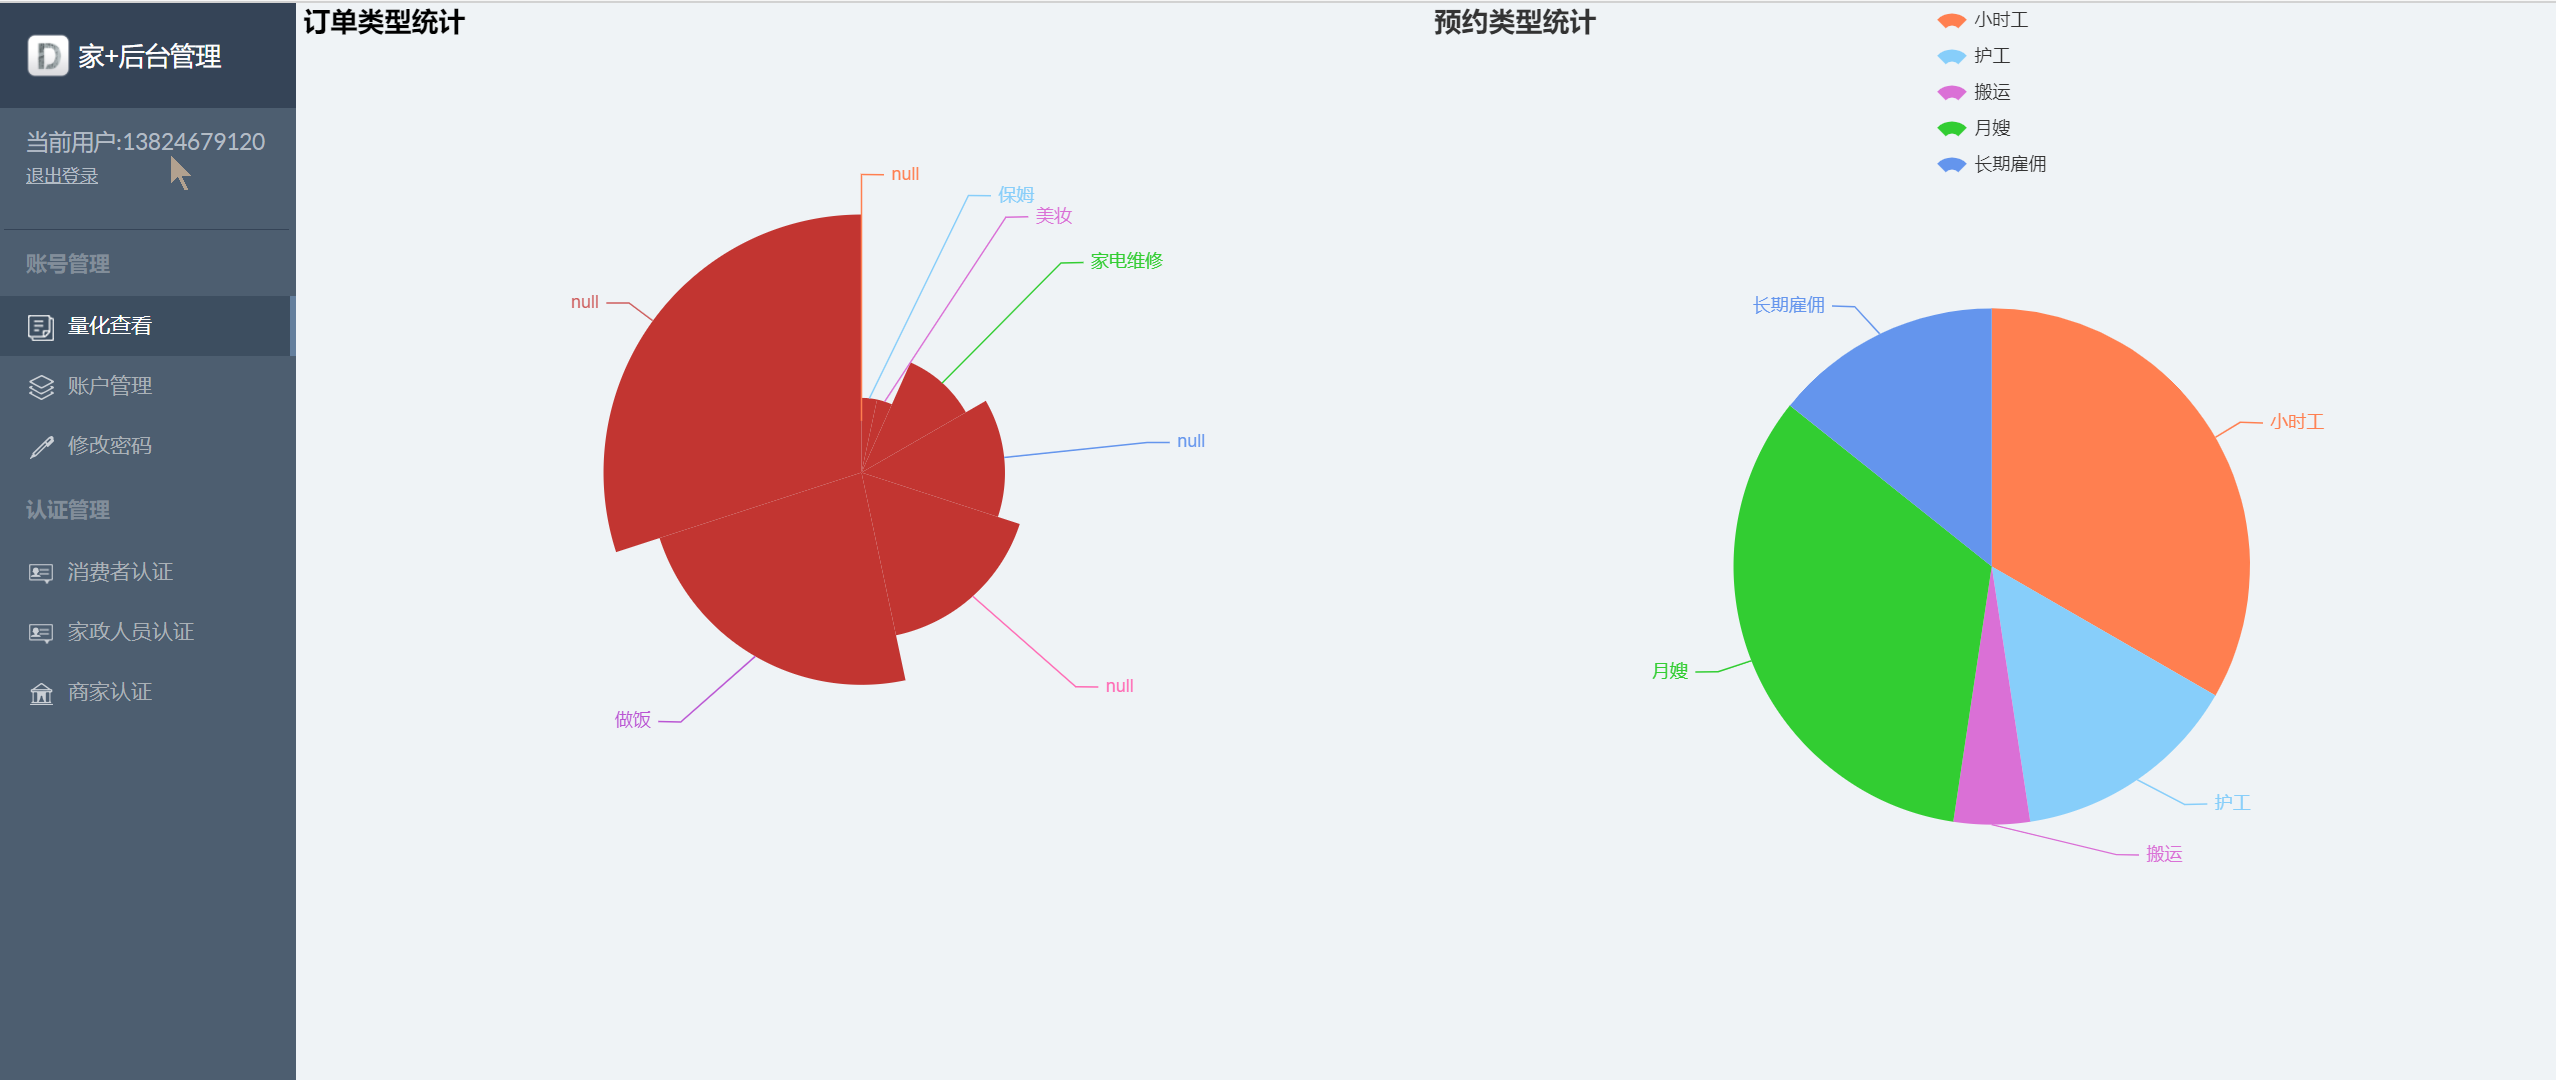 家+后台管理
当前用户:13824679120
退出登录
账号管理
量化查看
账户管理
修改密码
认证管理
消费者认证
家政人员认证
商家认证
订单类型统计
null
保姆
美妆
家电维修
null
null
null
做饭
预约类型统计
小时工
护工
搬运
月嫂
长期雇佣
长期雇佣
小时工
月嫂
护工
搬运